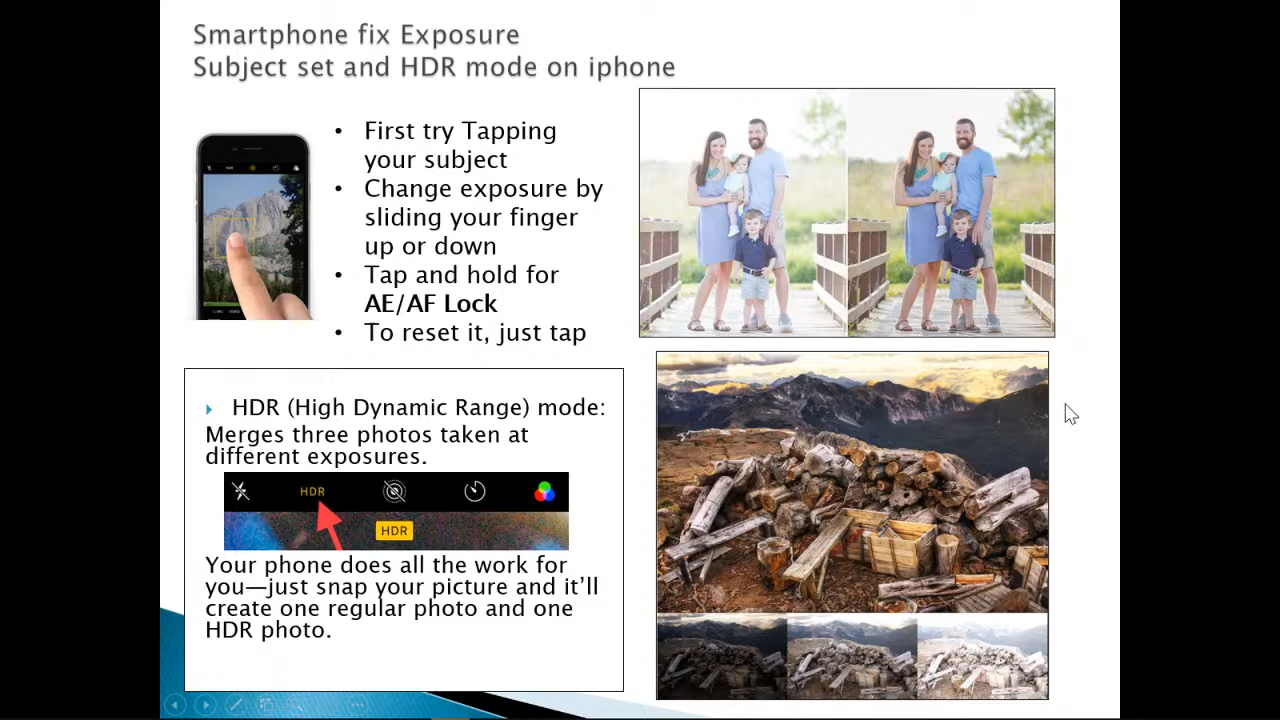 Smartphone fix Exposure
Subject set and HDR mode on iphone
• First try Tapping
your subject
• Change exposure by
sliding your finger
up or down
• Tap and hold for
AE/AF Lock
• To reset it, just tap
HDR (High Dynamic Range) mode:
Merges three photos taken at
different exposures.
HDR
HDR
Your phone does all the work for
you—just snap your picture and it'll
create one regular photo and one
HDR photo.